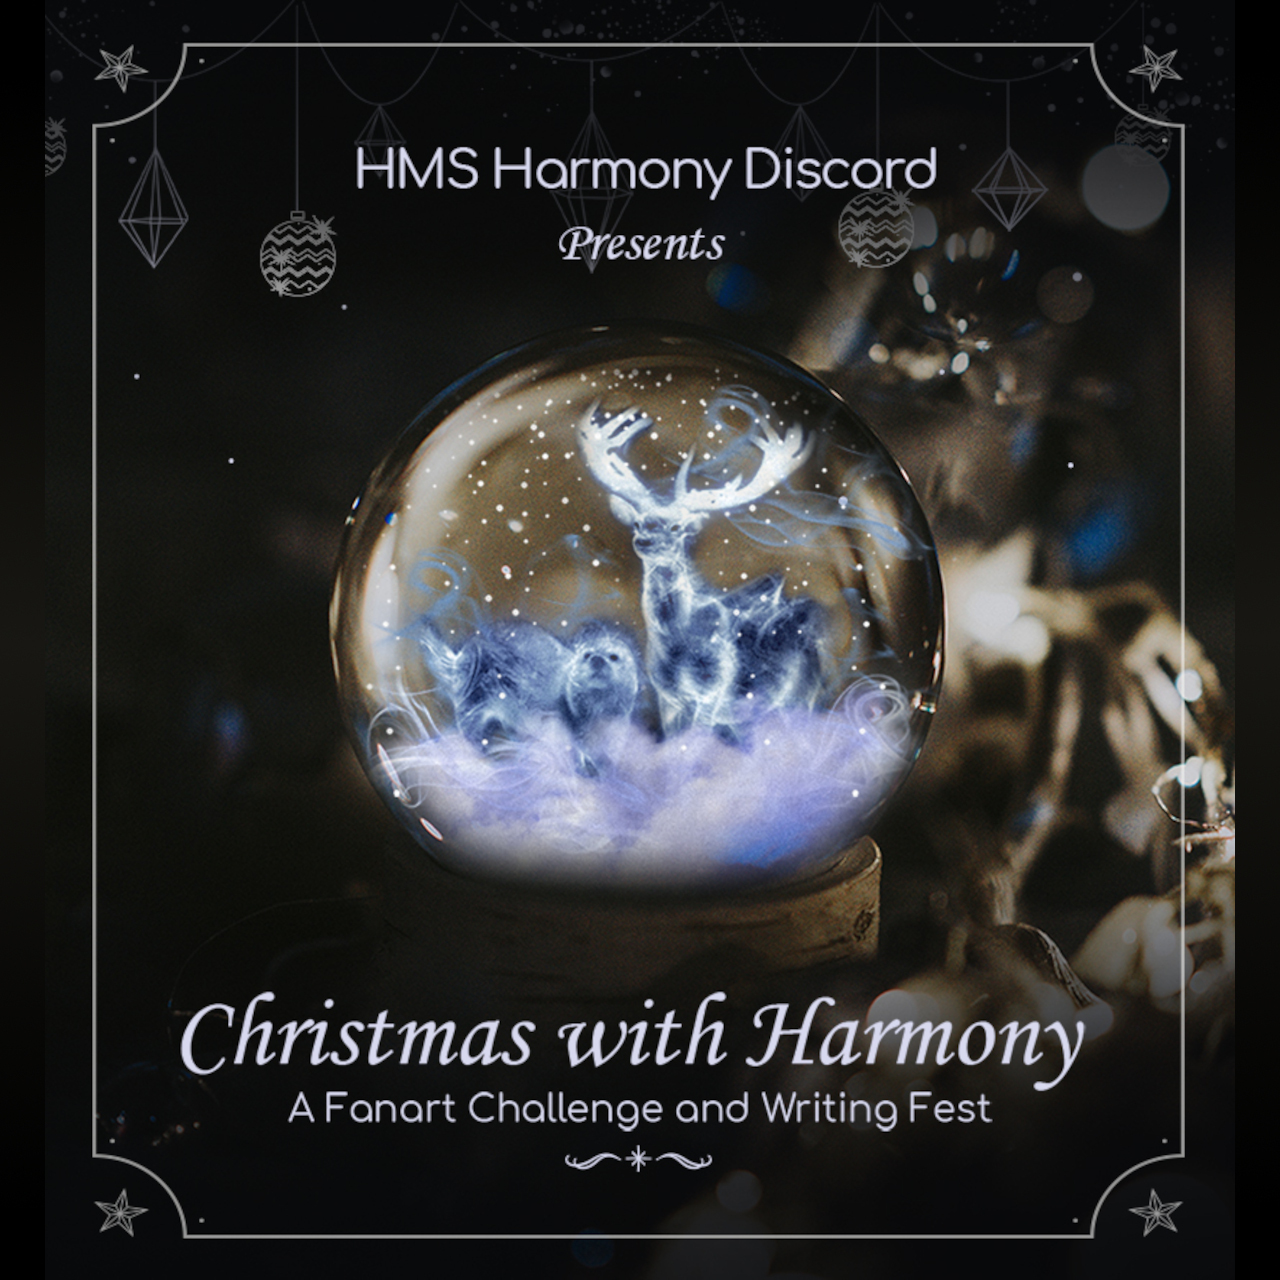 HMS Harmony Discord
Presents
Christmas with Harmony
A Fanart Challenge and Writing Fest